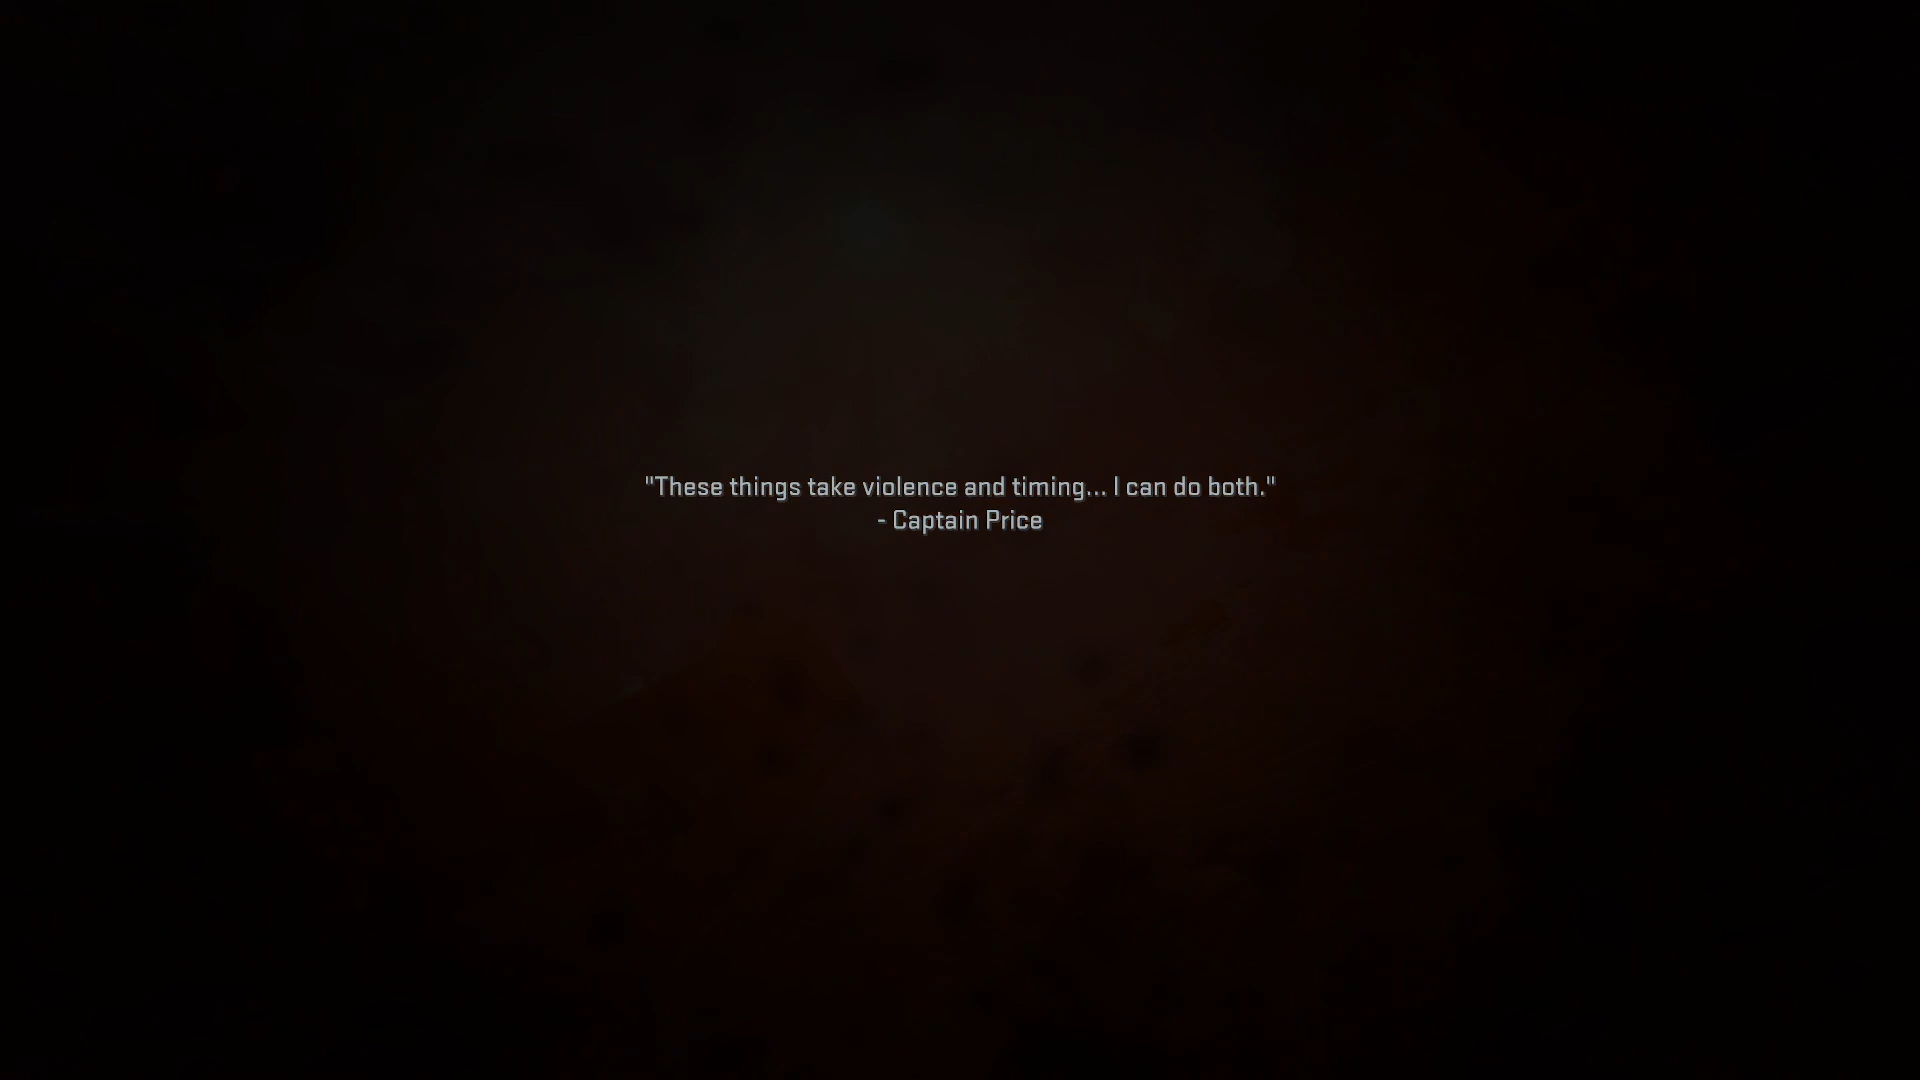 "These things take violence and timing... I can do both."
- Captain Price